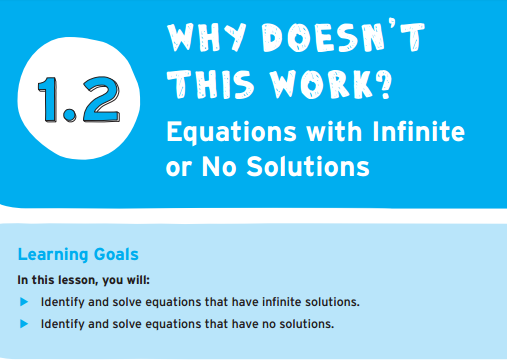 1.2
WHY DOESN'T
THIS WORK?
Equations with Infinite
or No Solutions
Learning Goals
In this lesson, you will:
▶ Identify and solve equations that have infinite solutions.
▶ Identify and solve equations that have no solutions.